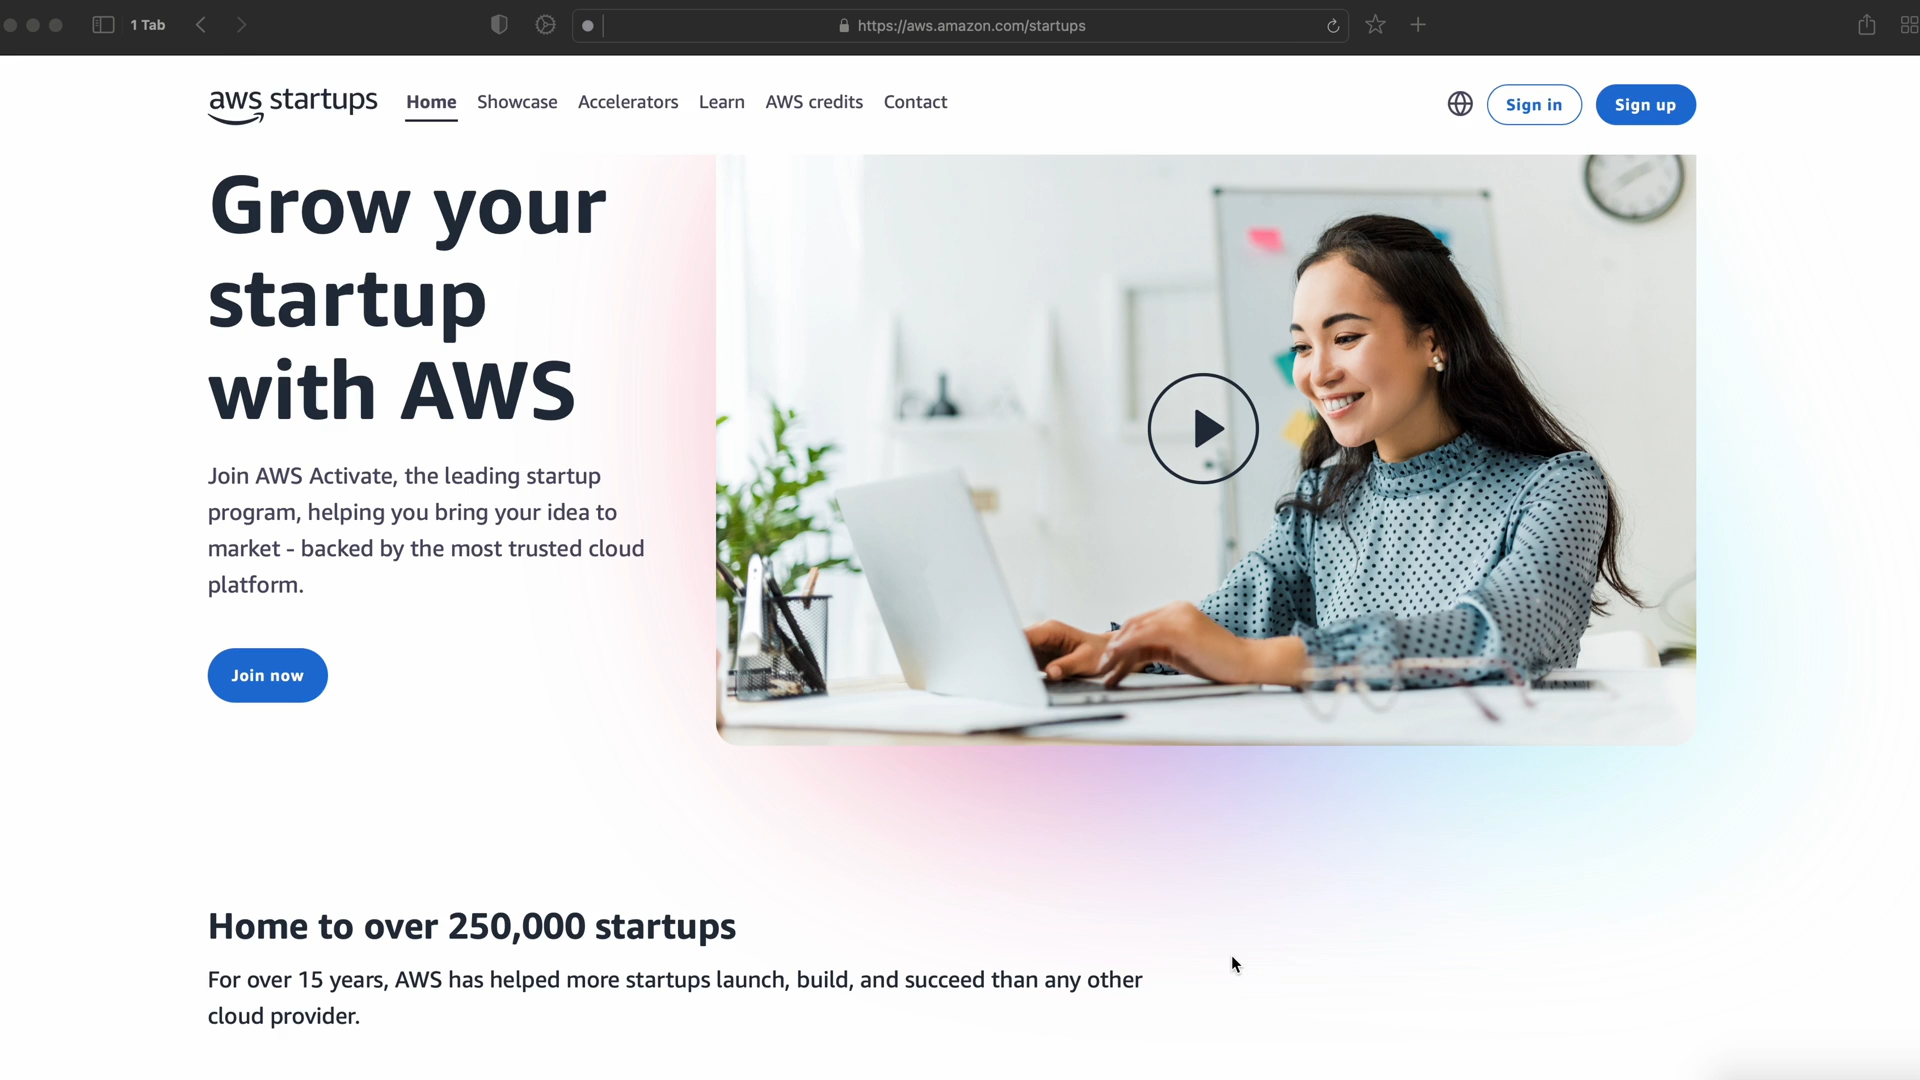 1 Tab
https://aws.amazon.com/startups
aws startups
Home Showcase Accelerators Learn AWS credits Contact
Sign in
Sign up
Grow your
startup
with AWS
Join AWS Activate, the leading startup
program, helping you bring your idea to
market - backed by the most trusted cloud
platform.
Join now
Home to over 250,000 startups
For over 15 years, AWS has helped more startups launch, build, and succeed than any other
cloud provider.